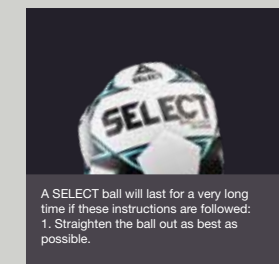 SELECT
SELECT
A SELECT ball will last for a very long
time if these instructions are followed:
1. Straighten the ball out as best as
possible.